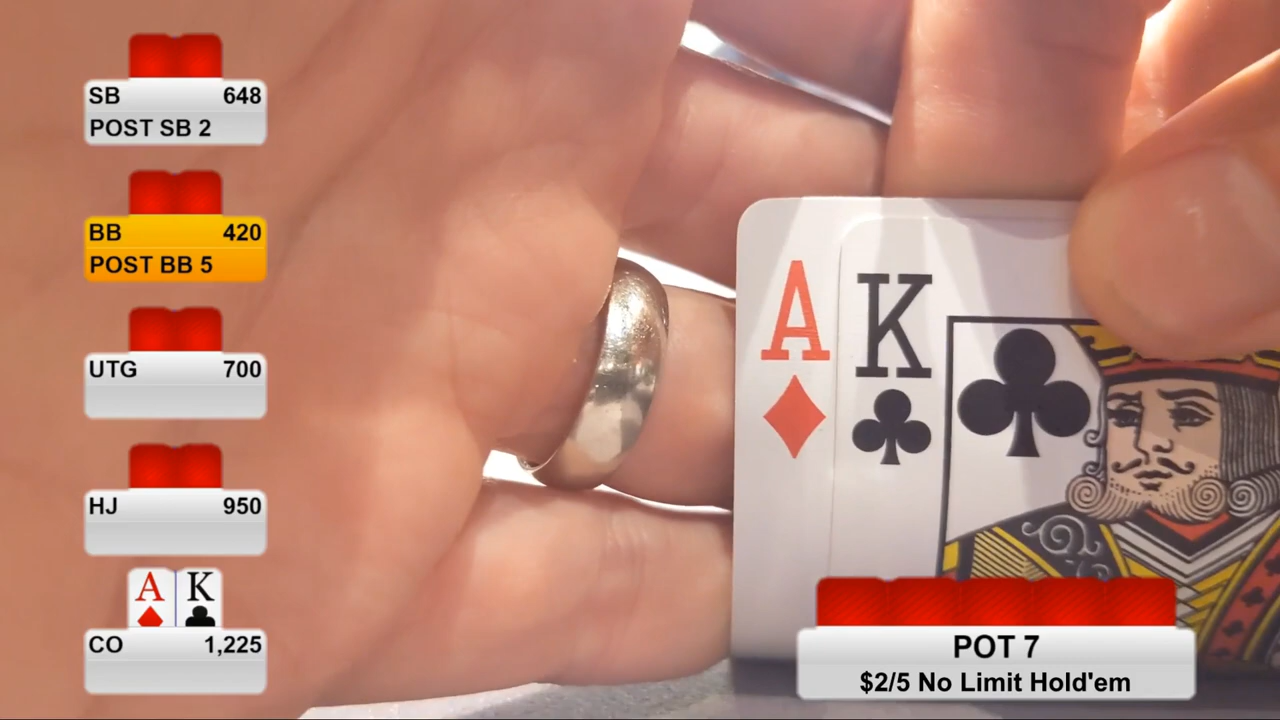 SB 648
POST SB 2
BB 420
POST BB 5
UTG 700
HJ 950
A K
CO 1,225
A K
POT 7
$2/5 No Limit Hold'em